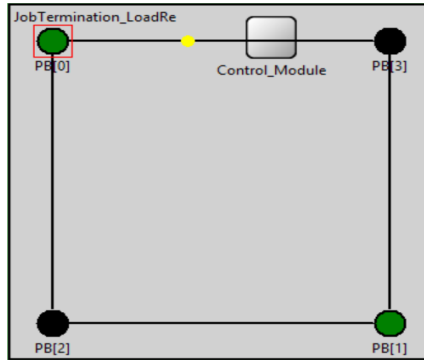 JobTermination_LoadRe
PB[0]
Control_Module
PB[3]
PB[2]
PB[1]